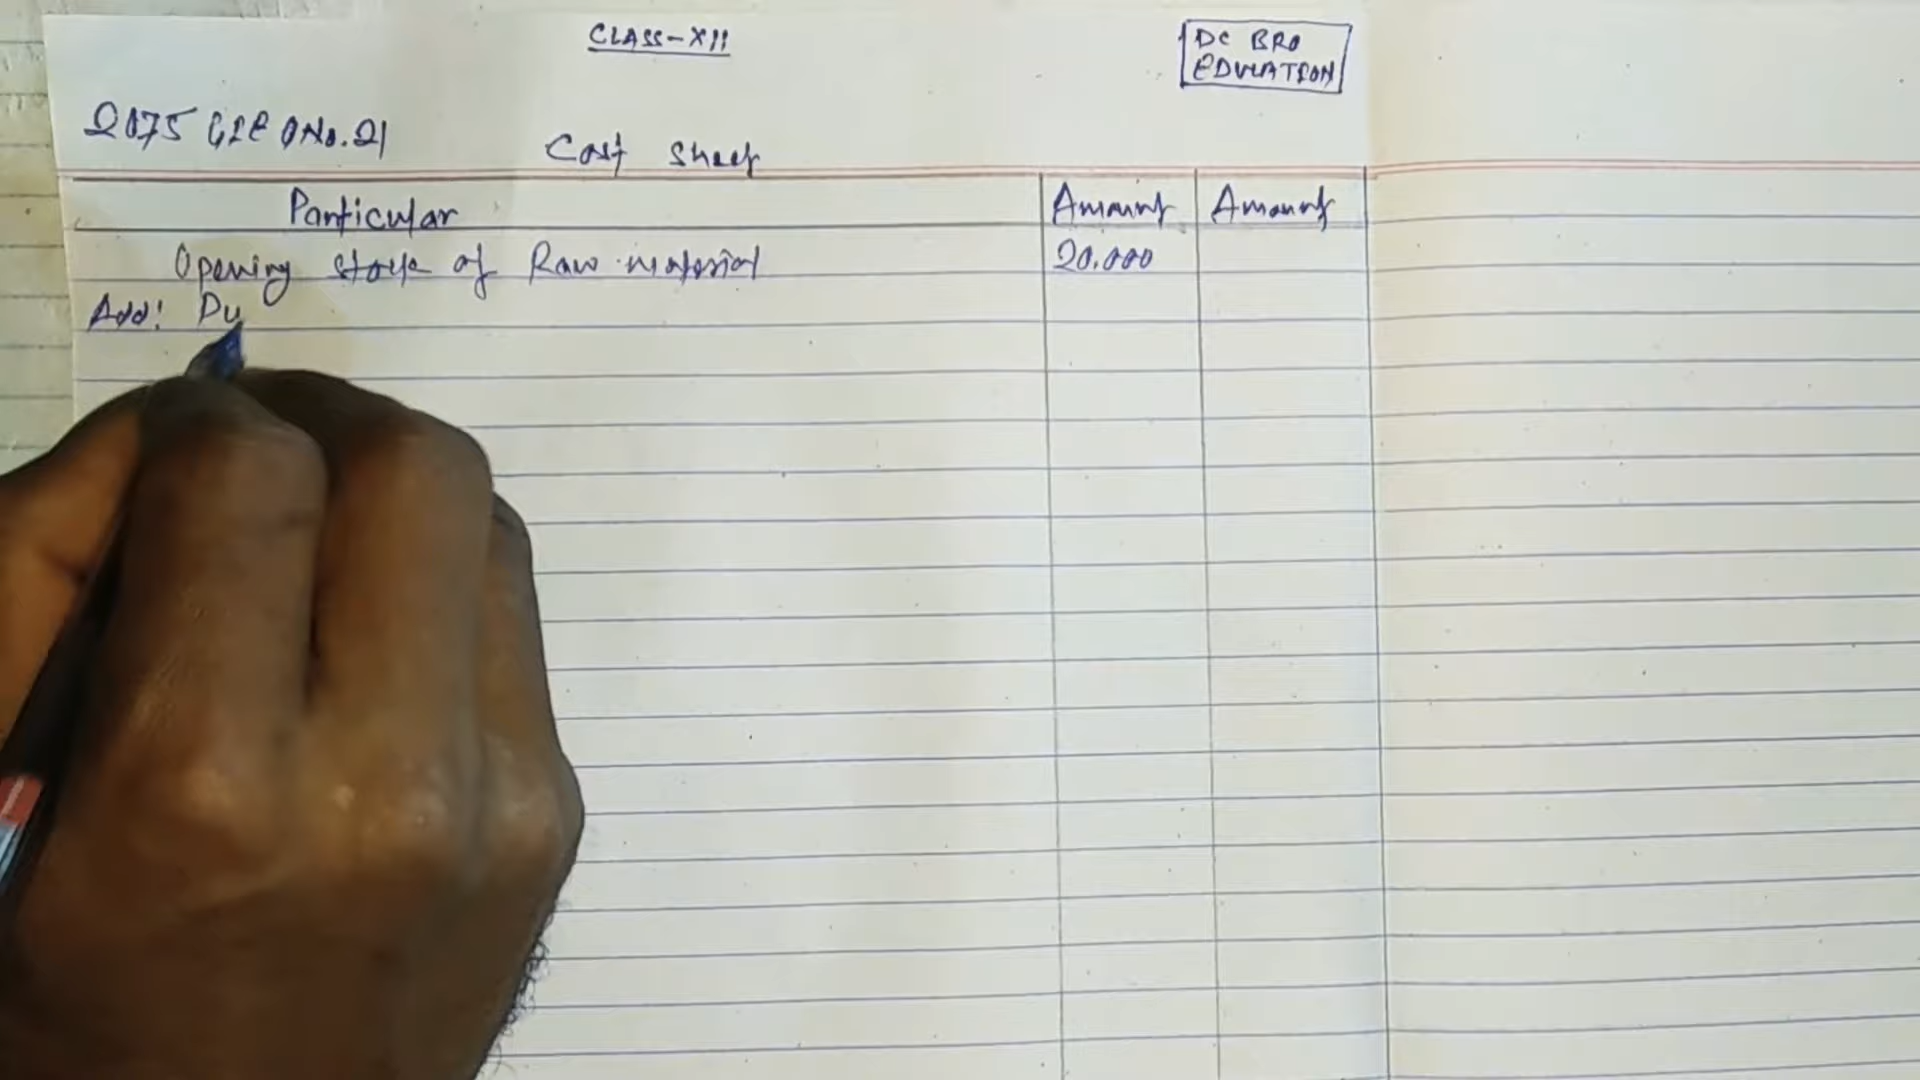 CLASS-XII
DC BRO
EDUCATION
2075 GIE QNo.21
Cost Sheet
Particular Amount Amount
Opening stock of Raw material 20,000
Add: Pu